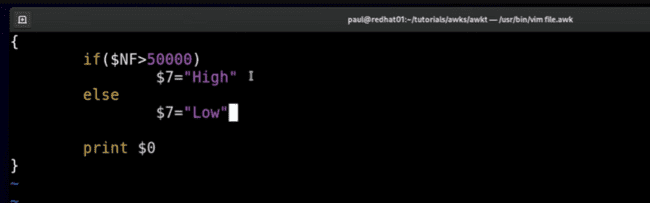 paul@redhat01:~/tutorials/awks/awkt — /usr/bin/vim file.awk
{
if($NF>50000)
$7="High"
else
$7="Low"
print $0
}
~
~